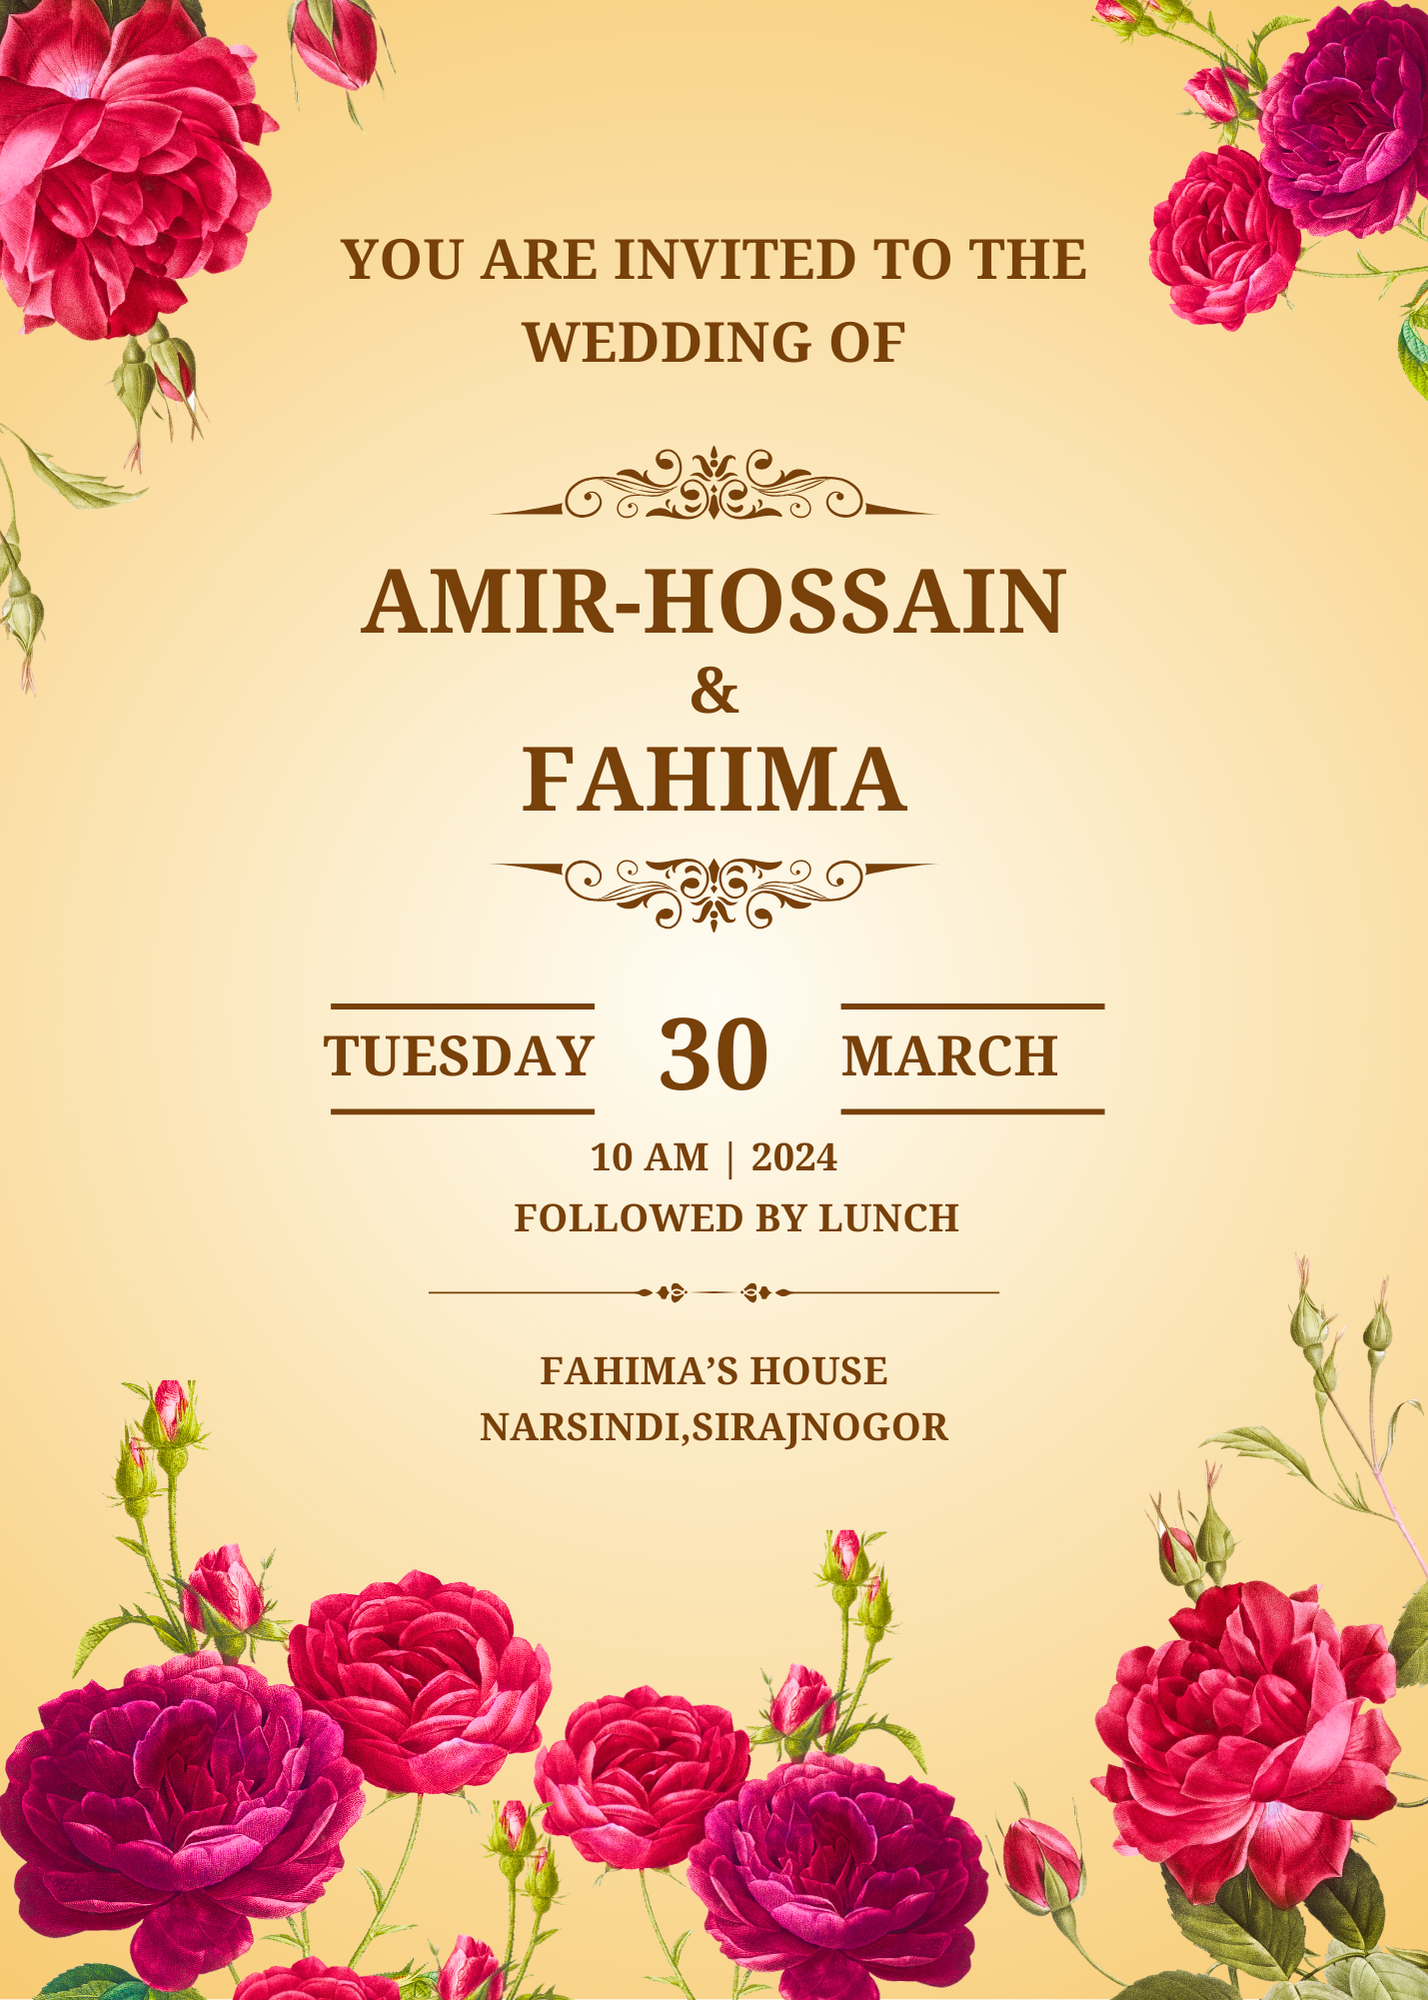 YOU ARE INVITED TO THE
WEDDING OF
AMIR-HOSSAIN
&
FAHIMA
TUESDAY 30 MARCH
10 AM | 2024
FOLLOWED BY LUNCH
FAHIMA’S HOUSE
NARSINDI,SIRAJNOGOR